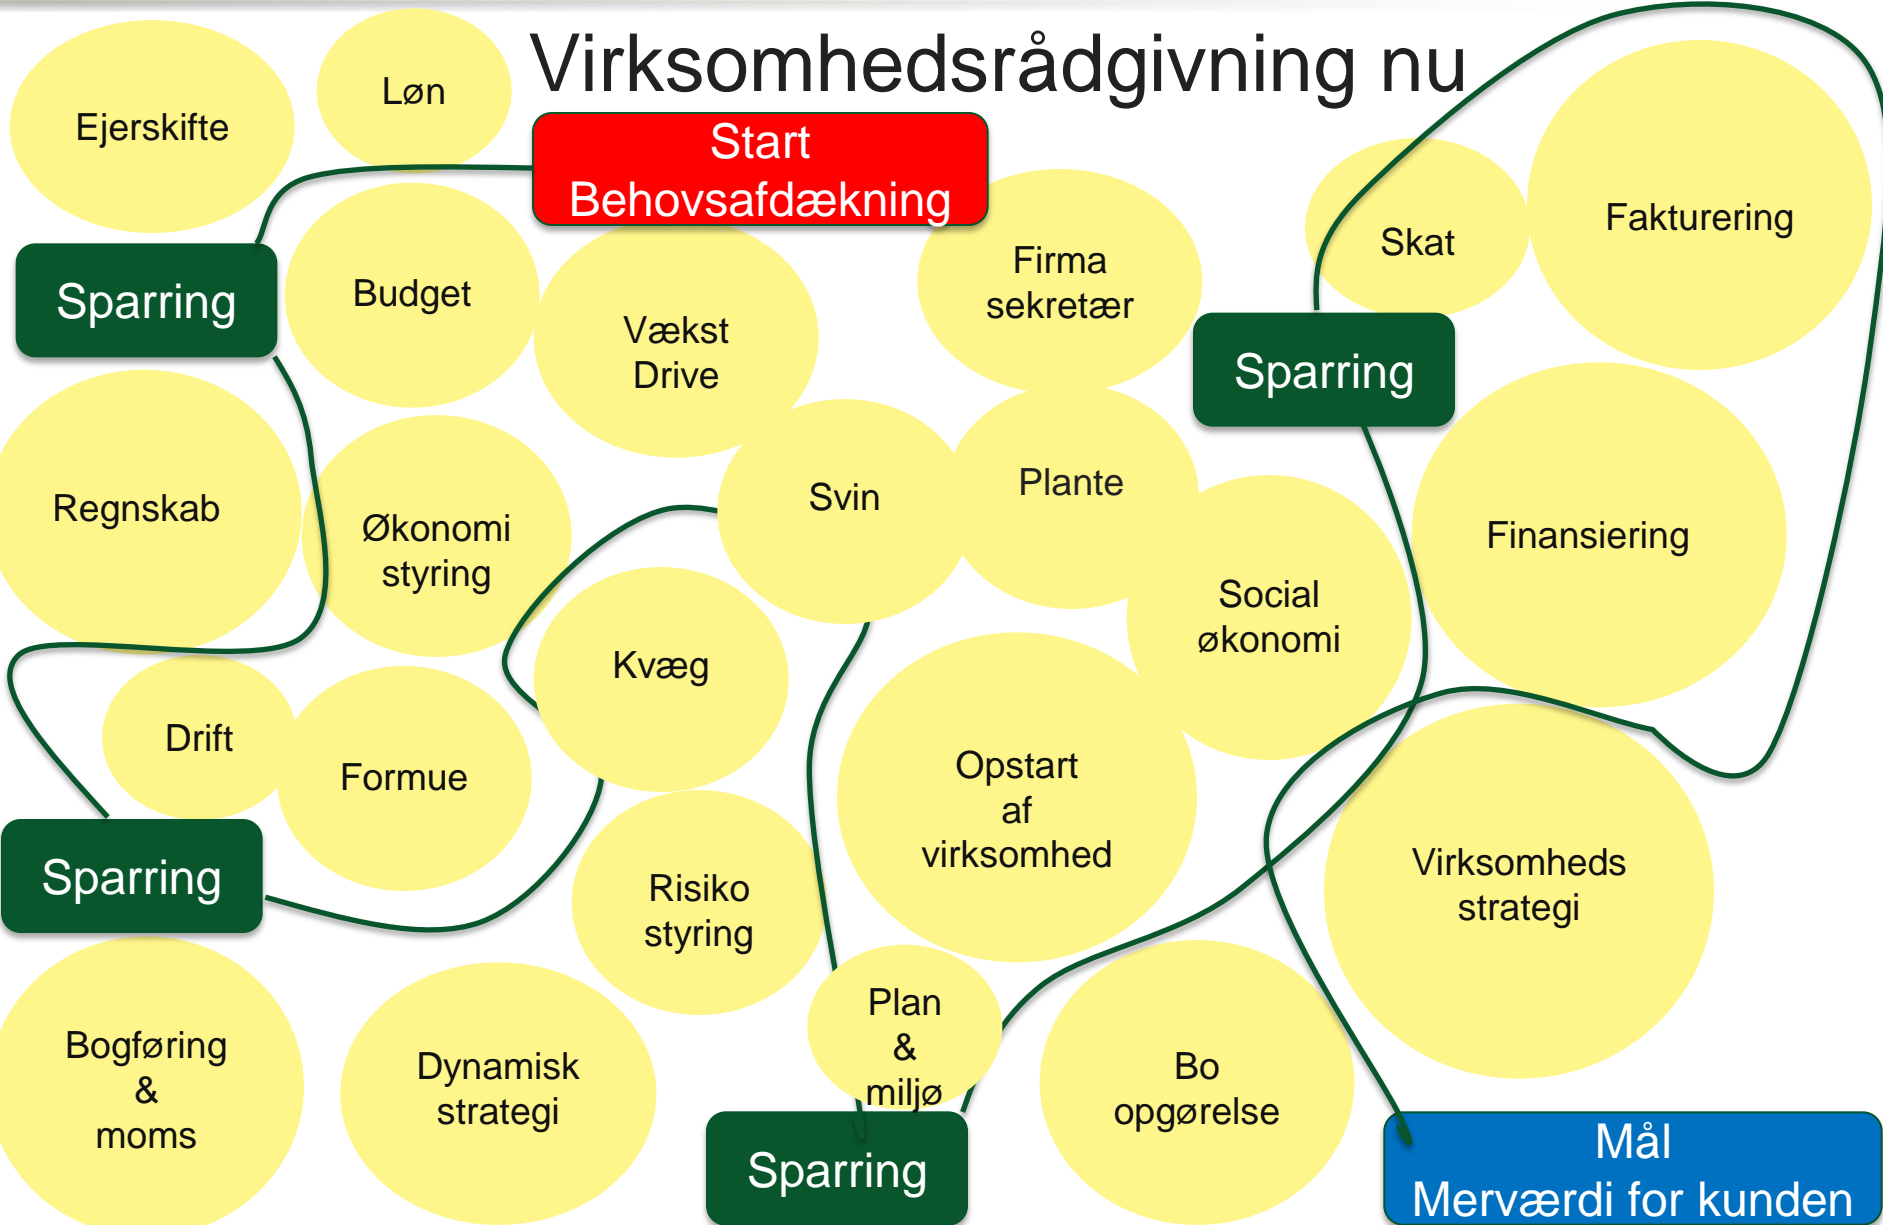 Virksomhedsrådgivning nu
Ejerskifte
Løn
Start
Behovsafdækning
Skat
Fakturering
Sparring
Budget
Vækst
Drive
Firma
sekretær
Sparring
Regnskab
Økonomi
styring
Svin
Plante
Finansiering
Kvæg
Social
økonomi
Drift
Formue
Opstart
af
virksomhed
Sparring
Risiko
styring
Virksomheds
strategi
Bogføring
&
moms
Dynamisk
strategi
Plan
&
miljø
Bo
opgørelse
Sparring
Mål
Merværdi for kunden